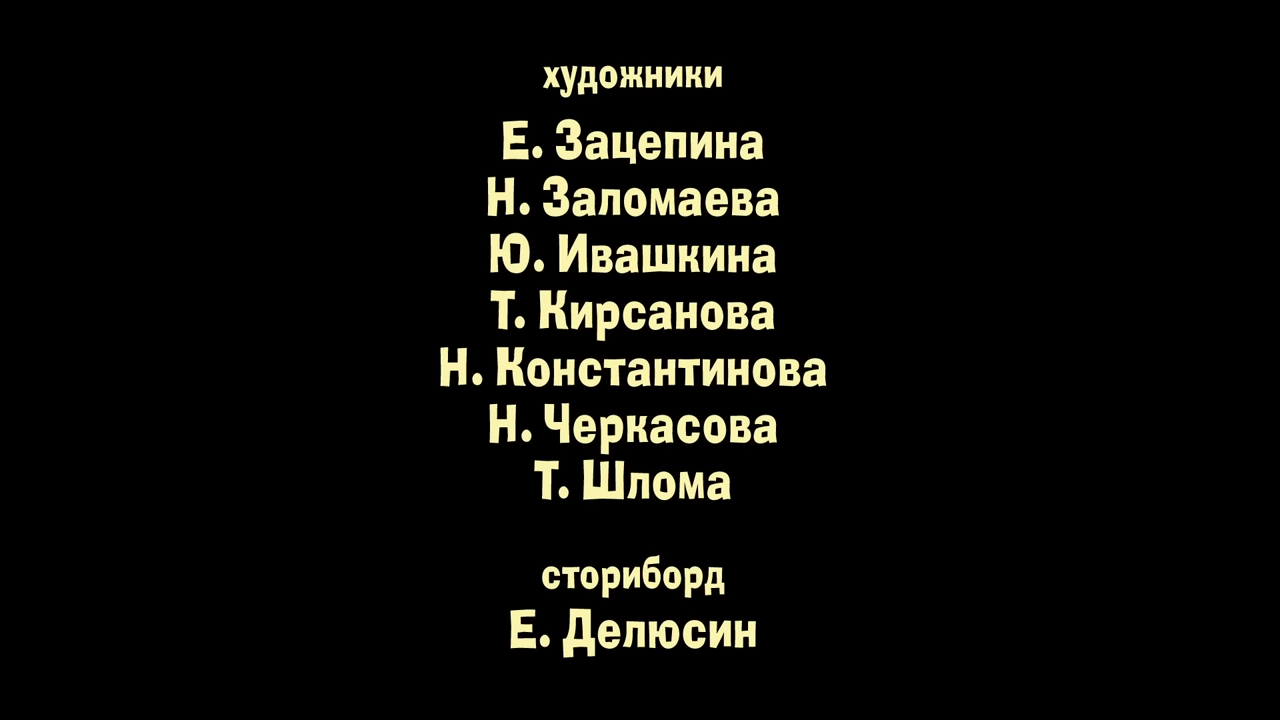 художники
Е. Зацепина
Н. Заломаева
Ю. Ивашкина
Т. Кирсанова
Н. Константинова
Н. Черкасова
Т. Шлома
сториборд
Е. Делюсин